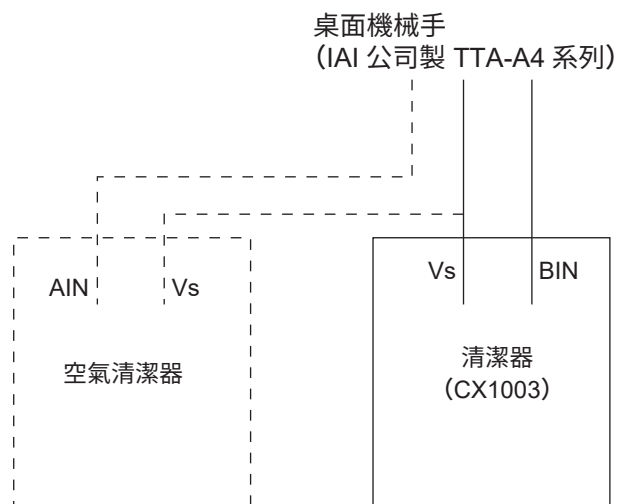 桌面機械手
（IAI 公司製 TTA-A4 系列）
AIN
Vs
Vs
BIN
空氣清潔器
清潔器
（CX1003）